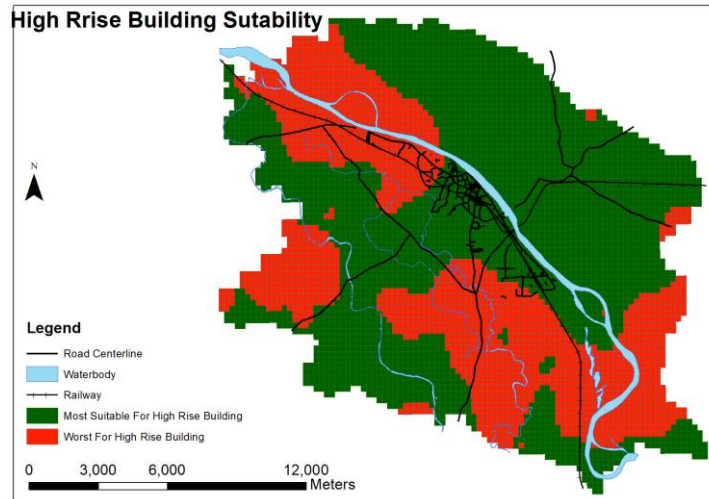 High Rrise Building Sutability
N
Legend
Road Centerline
Waterbody
Railway
Most Suitable For High Rise Building
Worst For High Rise Building
0 3,000 6,000 12,000
Meters